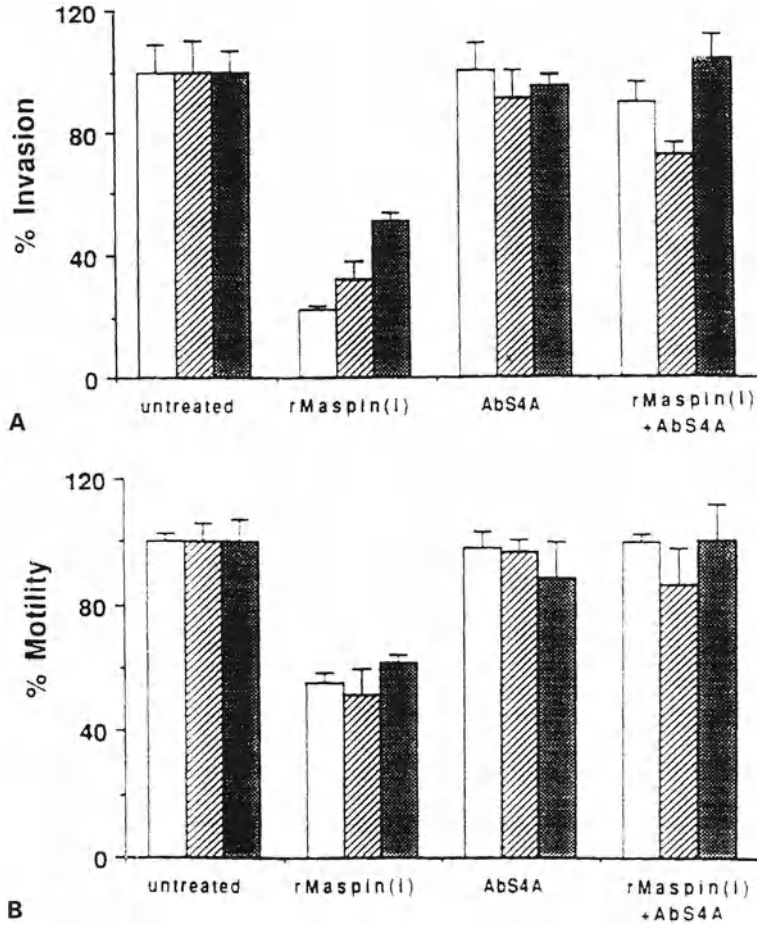 120
80
40
0
% Invasion
untreated
rMaspin(i)
AbS4A
rMaspin(i)
+AbS4A
A
120
80
40
0
% Motility
untreated
rMaspin(i)
AbS4A
rMaspin(i)
+AbS4A
B